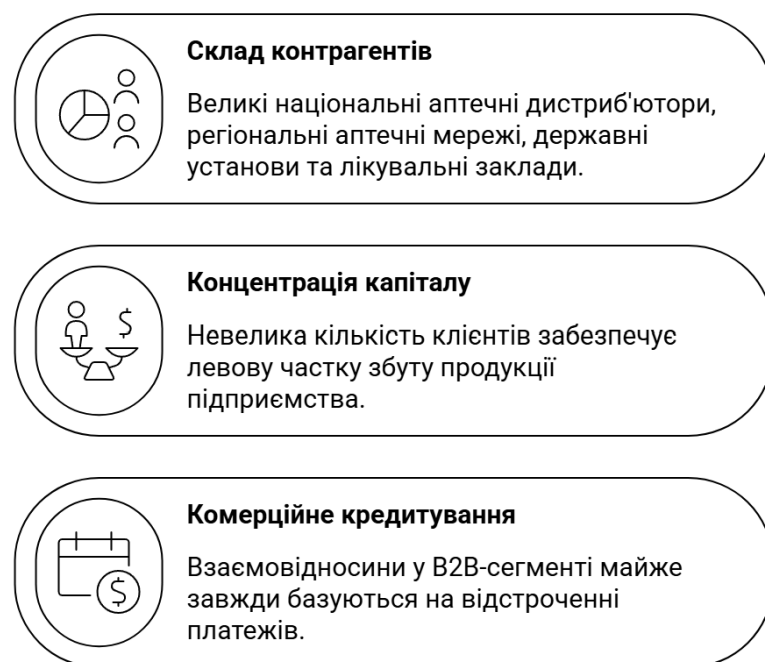 Склад контрагентів
Великі національні аптечні дистриб'ютори,
регіональні аптечні мережі, державні
установи та лікувальні заклади.
Концентрація капіталу
Невелика кількість клієнтів забезпечує
левову частку збуту продукції
підприємства.
Комерційне кредитування
Взаємовідносини у B2B-сегменті майже
завжди базуються на відстроченні
платежів.